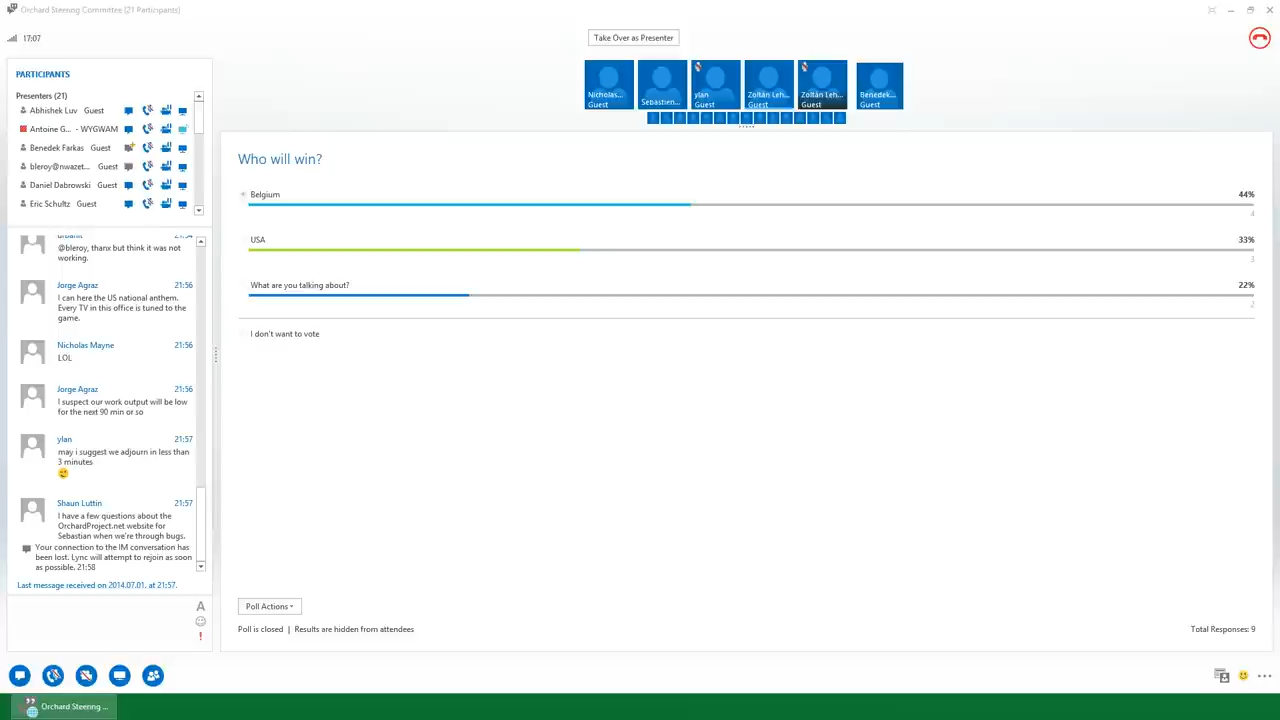 Orchard Steering Committee (21 Participants)
17:07
Take Over as Presenter
PARTICIPANTS
Presenters (21)
Abhishek Luv Guest
Antoine G... - WYGWAM
Benedek Farkas Guest
bleroy@nwazet... Guest
Daniel Dabrowski Guest
Eric Schultz Guest
Nicholas...
Guest
Sebastien...
ylan
Guest
Zoltán Leh...
Guest
Zoltán Leh...
Guest
Benedek...
Guest
@bleroy, thanx but think it was not
working.
Jorge Agraz 21:56
I can here the US national anthem.
Every TV in this office is tuned to the
game.
Nicholas Mayne 21:56
LOL
Jorge Agraz 21:56
I suspect our work output will be low
for the next 90 min or so
ylan 21:57
may i suggest we adjourn in less than
3 minutes
Shaun Luttin 21:57
I have a few questions about the
OrchardProject.net website for
Sebastian when we're through bugs.
Your connection to the IM conversation has
been lost. Lync will attempt to rejoin as soon
as possible. 21:58
Last message received on 2014.07.01. at 21:57.
A
!
Who will win?
Belgium 44%
4
USA 33%
3
What are you talking about? 22%
2
I don't want to vote
Poll Actions
Poll is closed | Results are hidden from attendees
Total Responses: 9
Orchard Steering ...